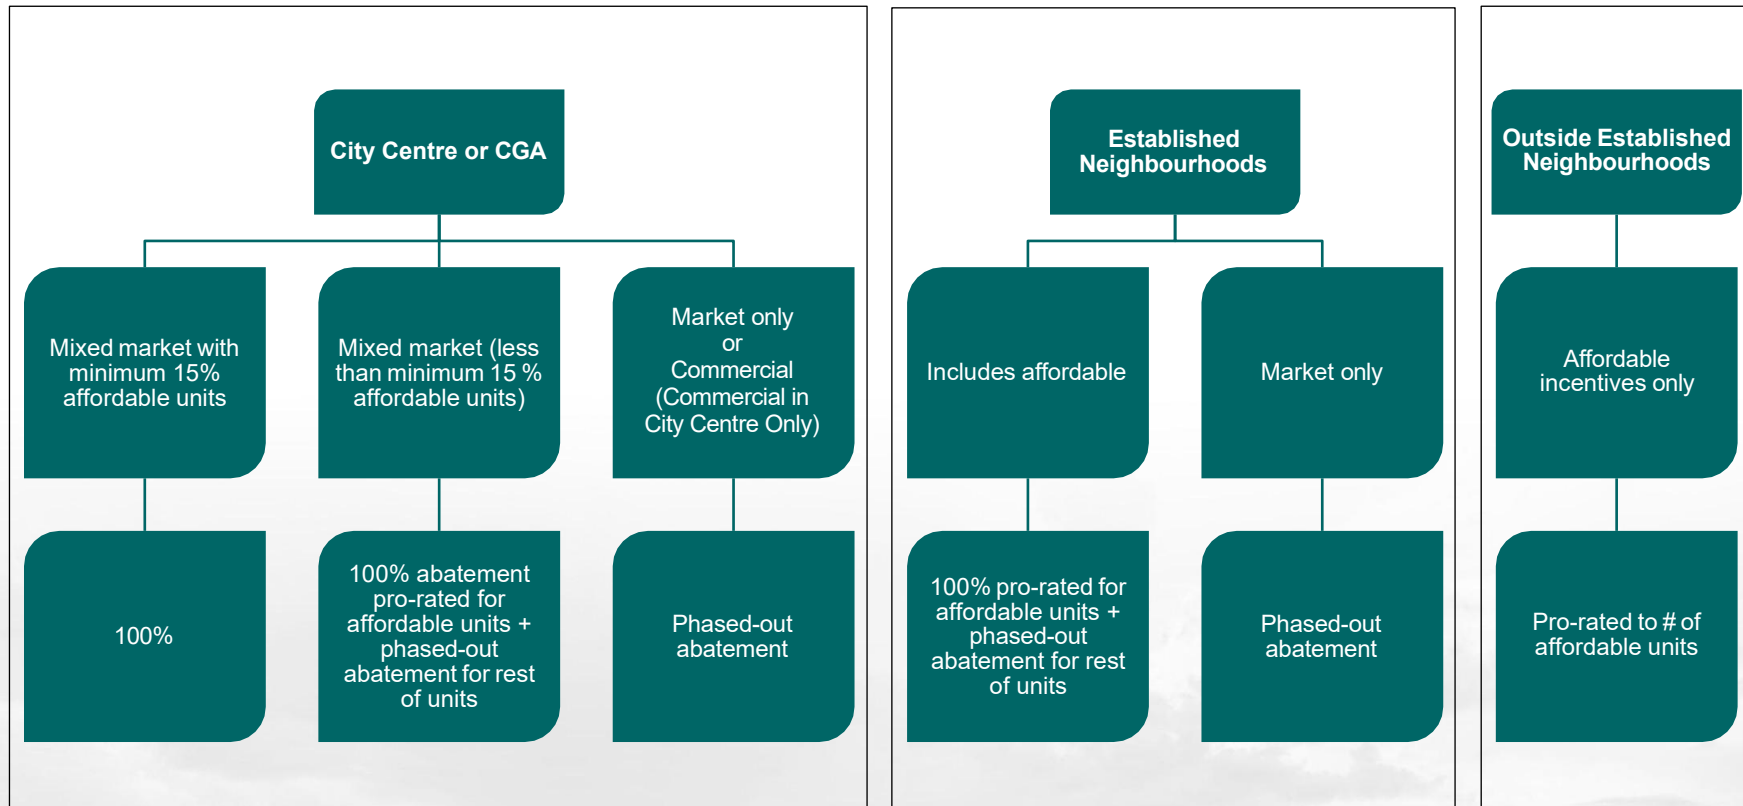 City Centre or CGA
Mixed market with
minimum 15%
affordable units
Mixed market (less
than minimum 15 %
affordable units)
Market only
or
Commercial
(Commercial in
City Centre Only)
100%
100% abatement
pro-rated for
affordable units +
phased-out
abatement for rest
of units
Phased-out
abatement
Established
Neighbourhoods
Includes affordable
Market only
100% pro-rated for
affordable units +
phased-out
abatement for rest
of units
Phased-out
abatement
Outside Established
Neighbourhoods
Affordable
incentives only
Pro-rated to # of
affordable units